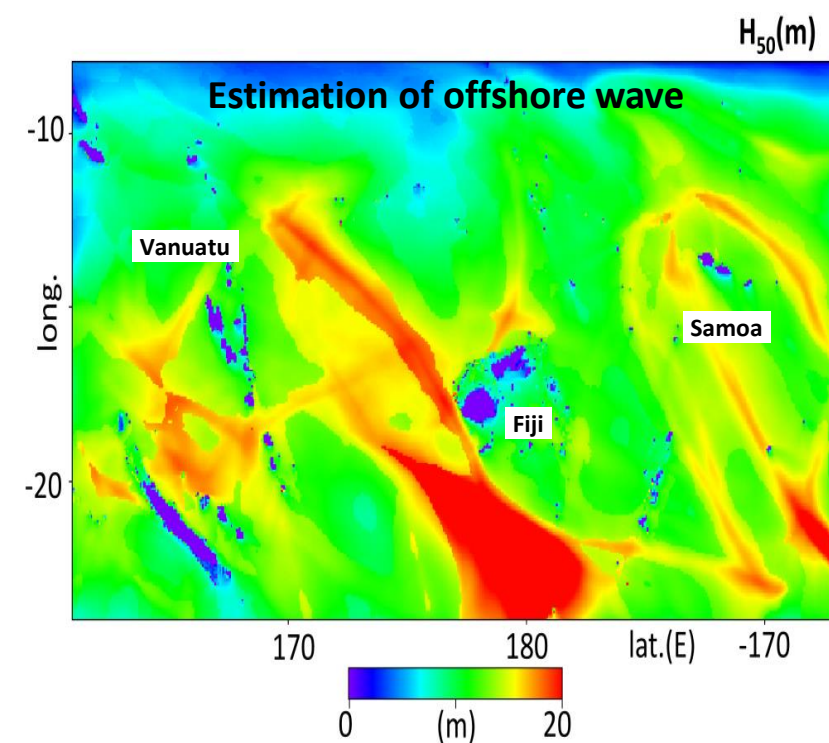 H50(m)
Estimation of offshore wave
-10
Vanuatu
long.
Samoa
Fiji
-20
170
180
lat.(E)
-170
0
(m)
20